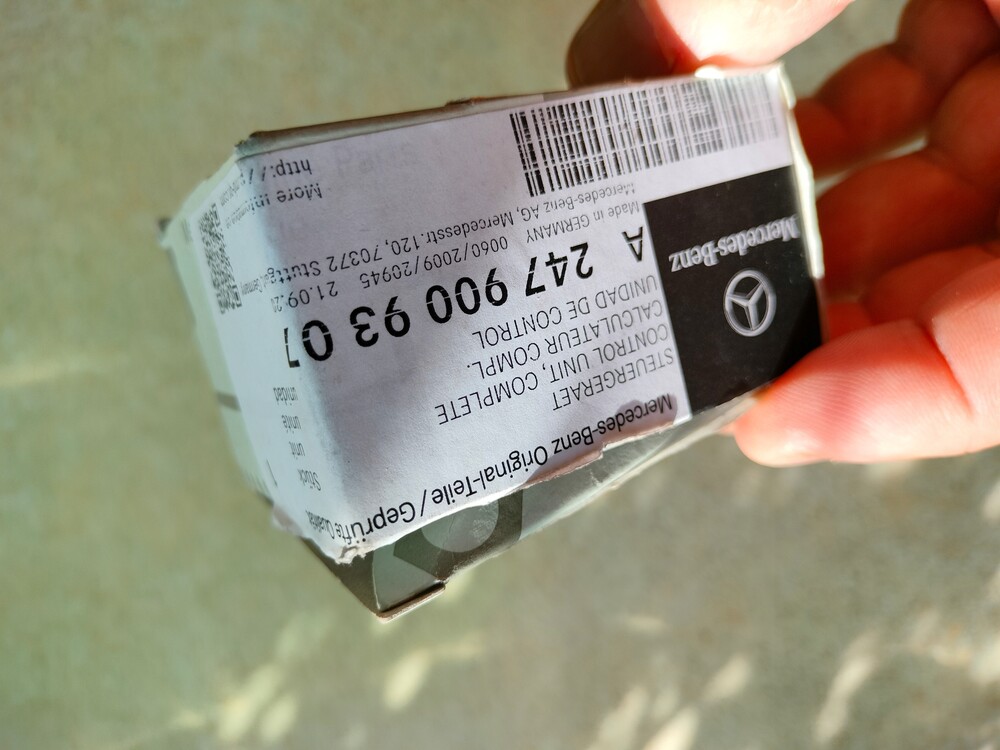 Mercedes-Benz Original-Teile / Geprüfte Qualität
STEUERGERAET
CONTROL UNIT, COMPLETE
CALCULATEUR COMPL.
UNIDAD DE CONTROL
Stück
unit
unité
unidad
A 247 900 93 07
0060/2009/20945
21.09.20
Made in GERMANY
Mercedes-Benz AG, Mercedesstr.120, 70372 Stuttgart
Germany
More
http://
Mercedes-Benz